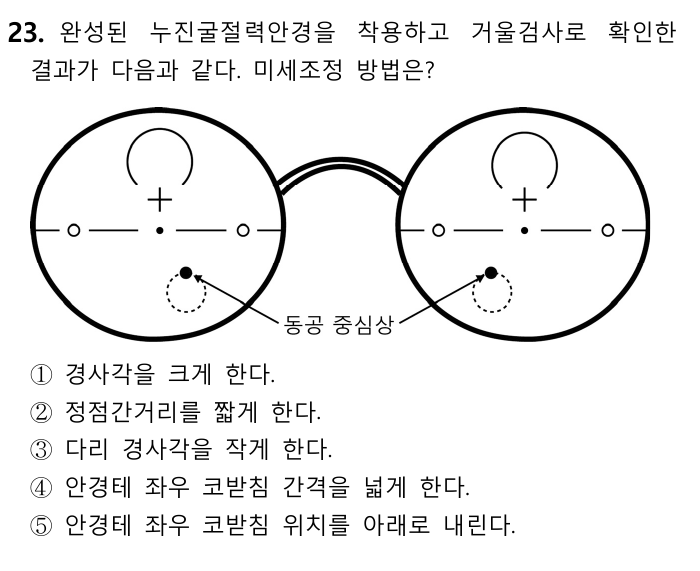 23. 완성된 누진굴절력안경을 착용하고 거울검사로 확인한
결과가 다음과 같다. 미세조정 방법은?
동공 중심상
① 경사각을 크게 한다.
② 정점간거리를 짧게 한다.
③ 다리 경사각을 작게 한다.
④ 안경테 좌우 코받침 간격을 넓게 한다.
⑤ 안경테 좌우 코받침 위치를 아래로 내린다.